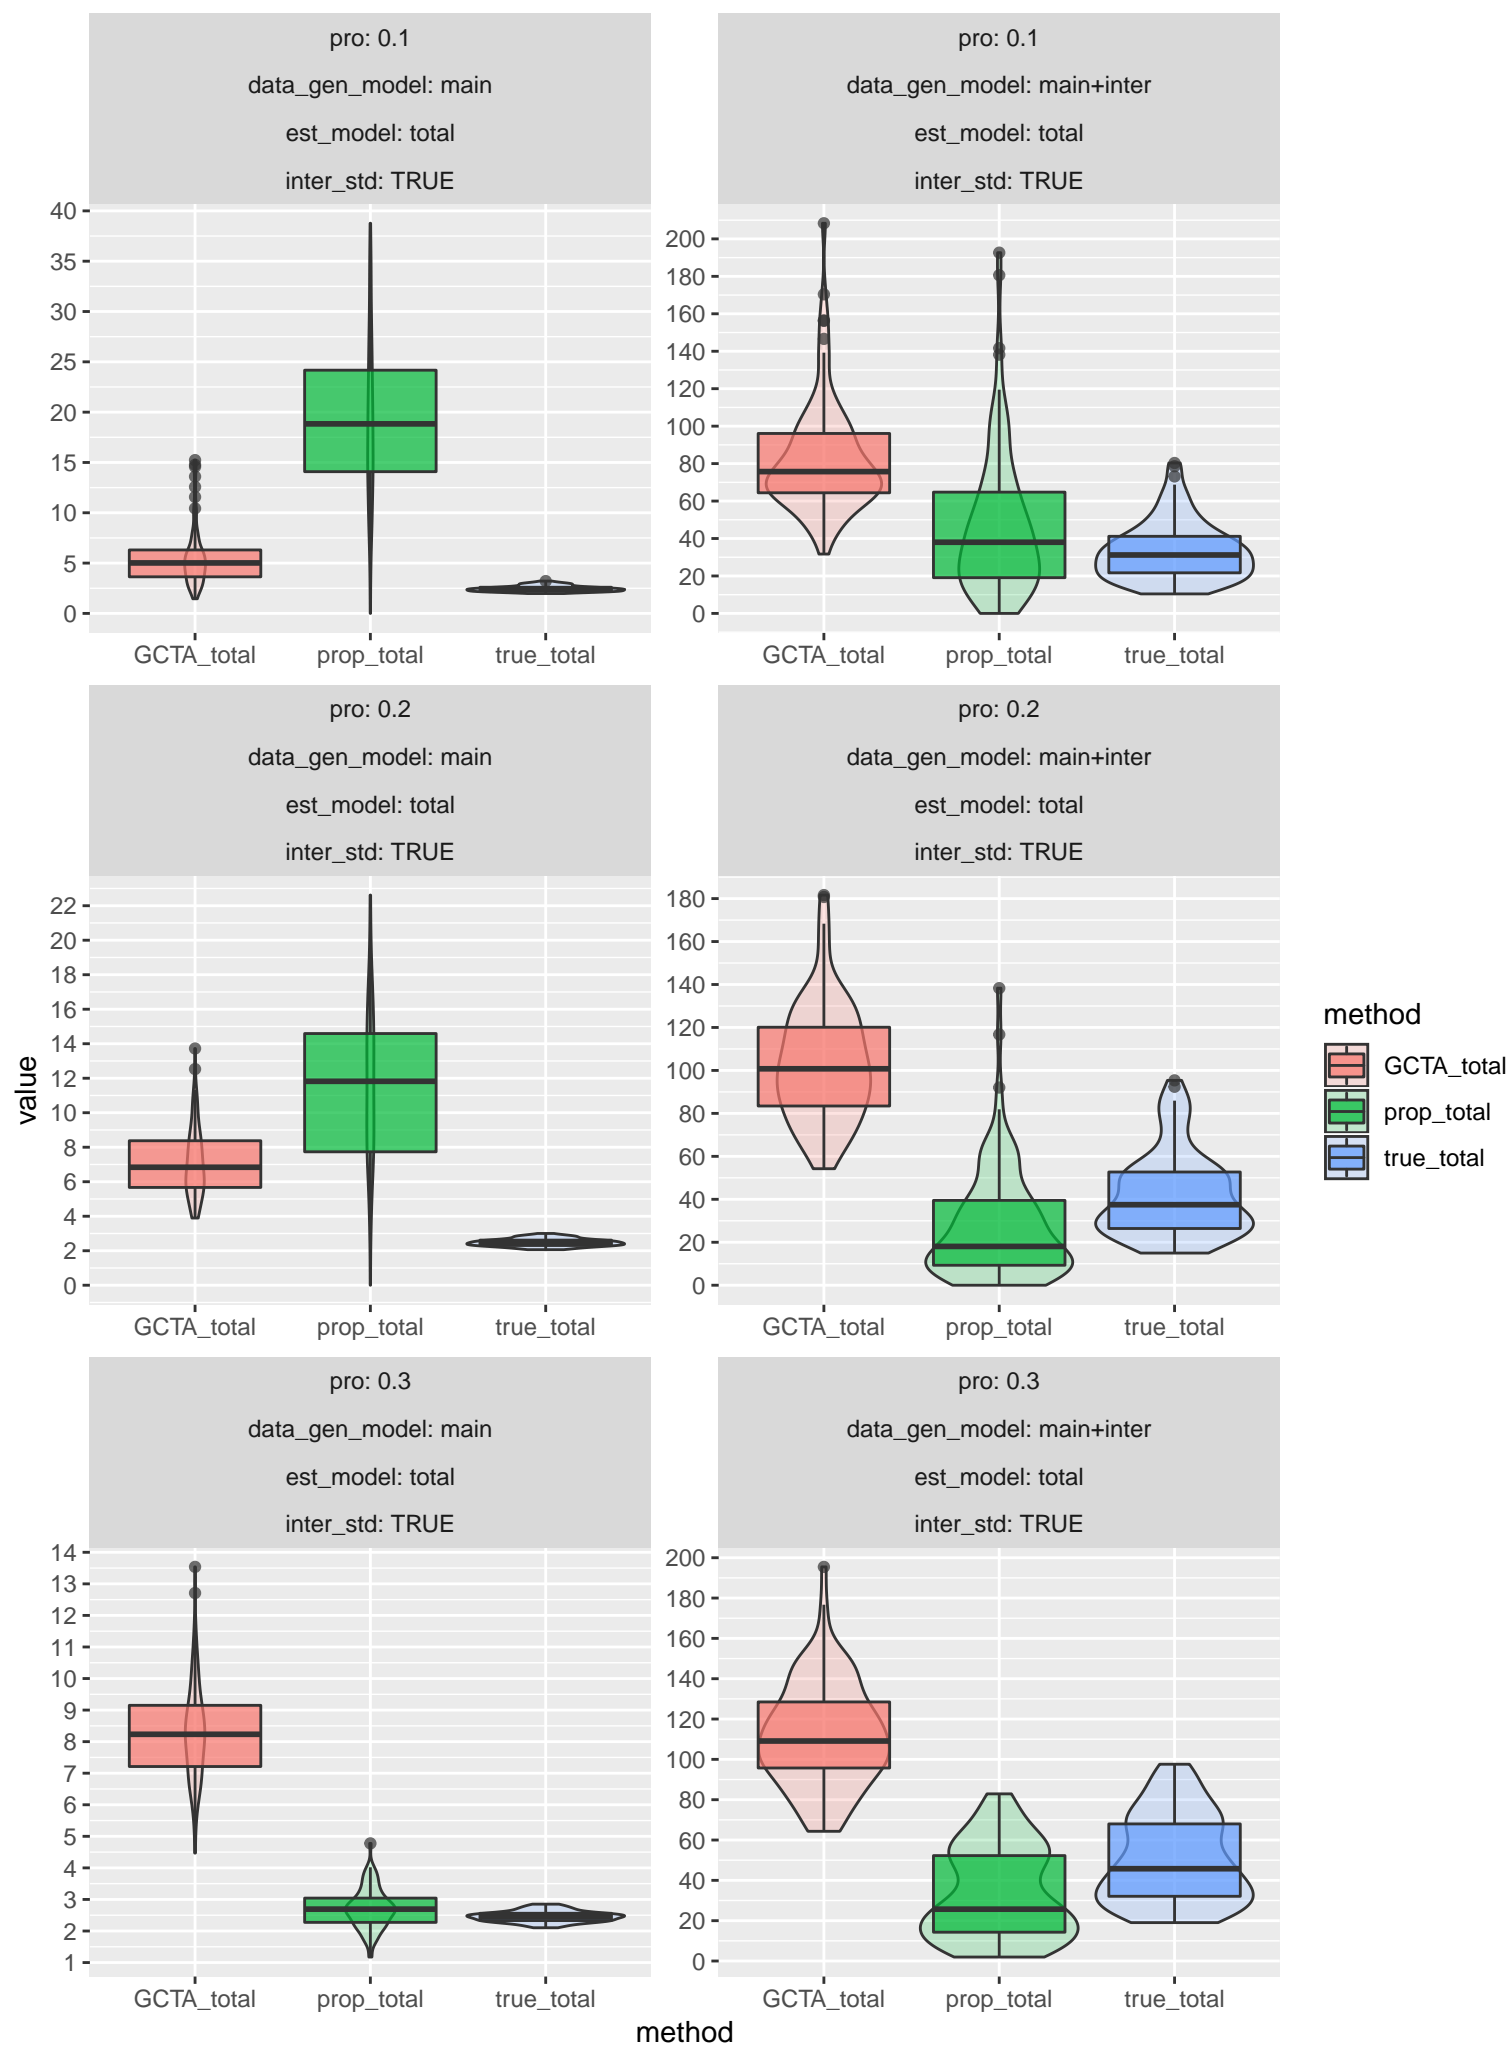 pro: 0.1
data_gen_model: main
est_model: total
inter_std: TRUE
40
35
30
25
20
15
10
5
0
GCTA_total prop_total true_total
pro: 0.1
data_gen_model: main+inter
est_model: total
inter_std: TRUE
200
180
160
140
120
100
80
60
40
20
0
GCTA_total prop_total true_total
pro: 0.2
data_gen_model: main
est_model: total
inter_std: TRUE
22
20
18
16
14
12
10
8
6
4
2
0
GCTA_total prop_total true_total
pro: 0.2
data_gen_model: main+inter
est_model: total
inter_std: TRUE
180
160
140
120
100
80
60
40
20
0
GCTA_total prop_total true_total
pro: 0.3
data_gen_model: main
est_model: total
inter_std: TRUE
14
13
12
11
10
9
8
7
6
5
4
3
2
1
GCTA_total prop_total true_total
pro: 0.3
data_gen_model: main+inter
est_model: total
inter_std: TRUE
200
180
160
140
120
100
80
60
40
20
0
GCTA_total prop_total true_total
value
method
method
GCTA_total
prop_total
true_total